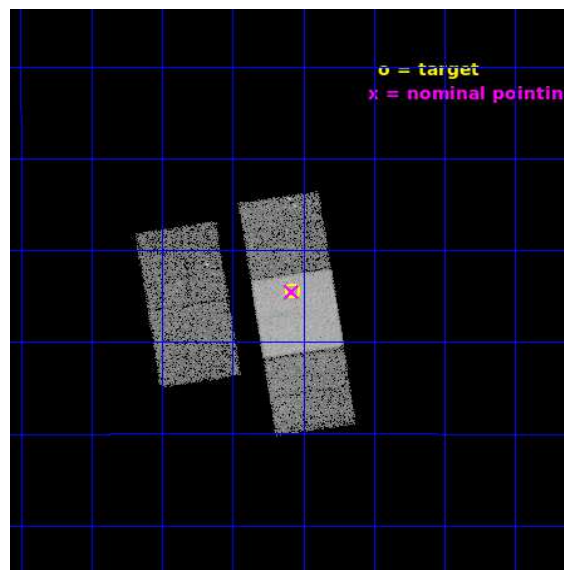 o = target
x = nominal pointin